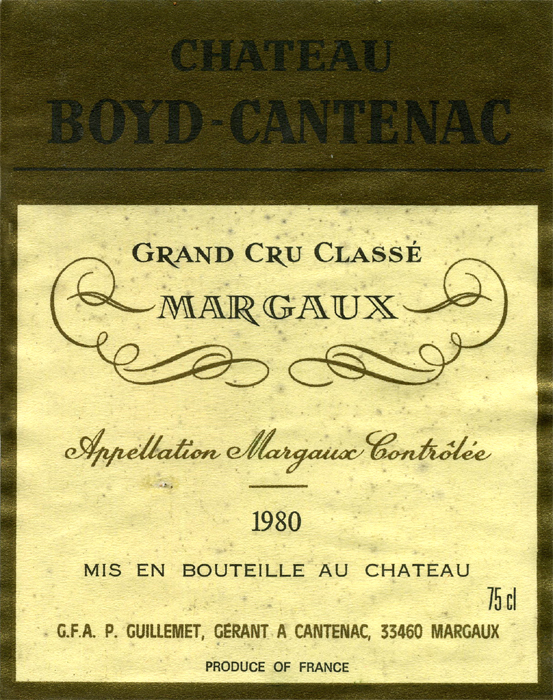 CHATEAU
BOYD-CANTENAC
GRAND CRU CLASSÉ
MARGAUX
Appellation Margaux Contrôlée
1980
MIS EN BOUTEILLE AU CHATEAU
75 cl
G.F.A. P. GUILLEMET, GÉRANT A CANTENAC, 33460 MARGAUX
PRODUCE OF FRANCE